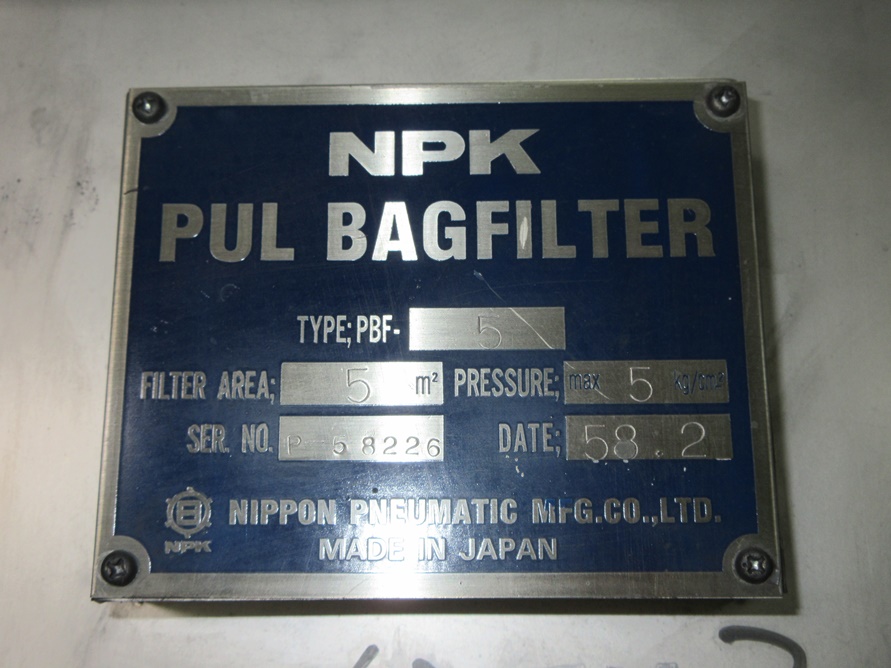 NPK
PUL BAGFILTER
TYPE;PBF- 5
FILTER AREA; 5 m² PRESSURE; max 5 kg/sm²
SER. NO. P 58226 DATE; 58.2
NIPPON PNEUMATIC MFG.CO.,LTD.
NPK
MADE IN JAPAN